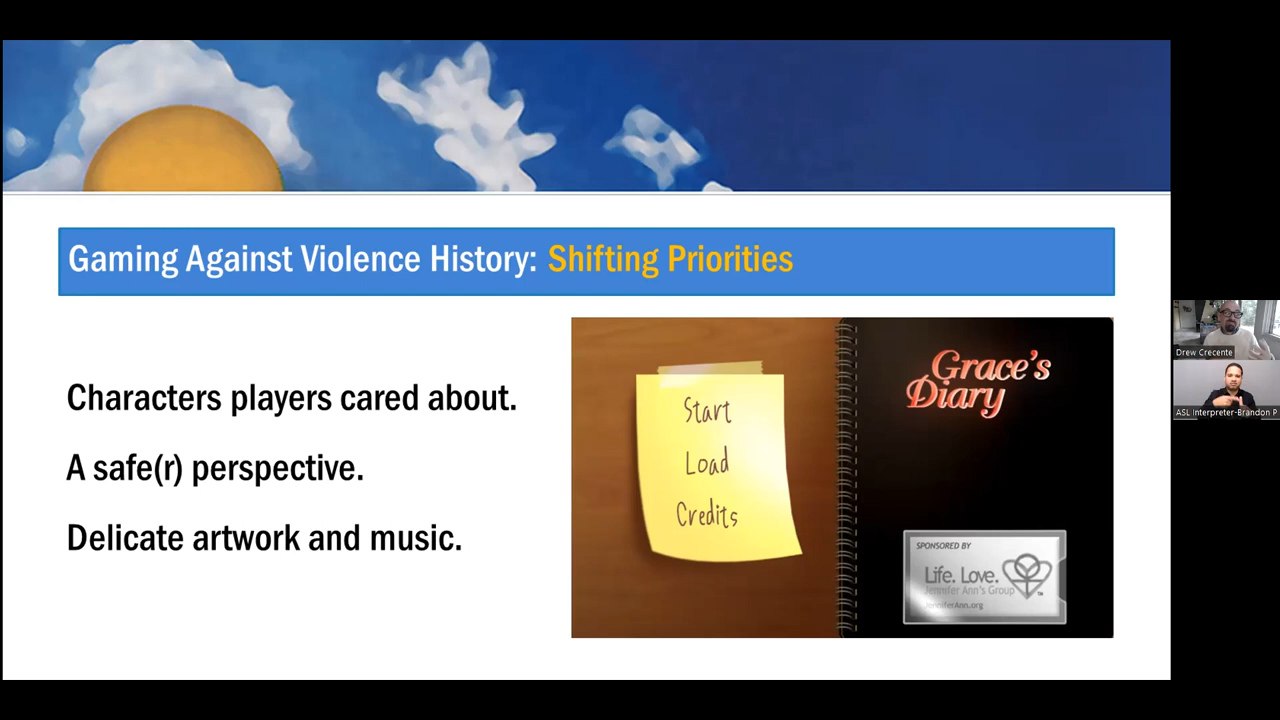 Gaming Against Violence History: Shifting Priorities
Characters players cared about.
A safe(r) perspective.
Delicate artwork and music.
Start
Load
Credits
Grace's
Diary
SPONSORED BY
Life. Love.
Jennifer Ann's Group
JenniferAnn.org
TM
Drew Crecente
ASL Interpreter-Brandon P